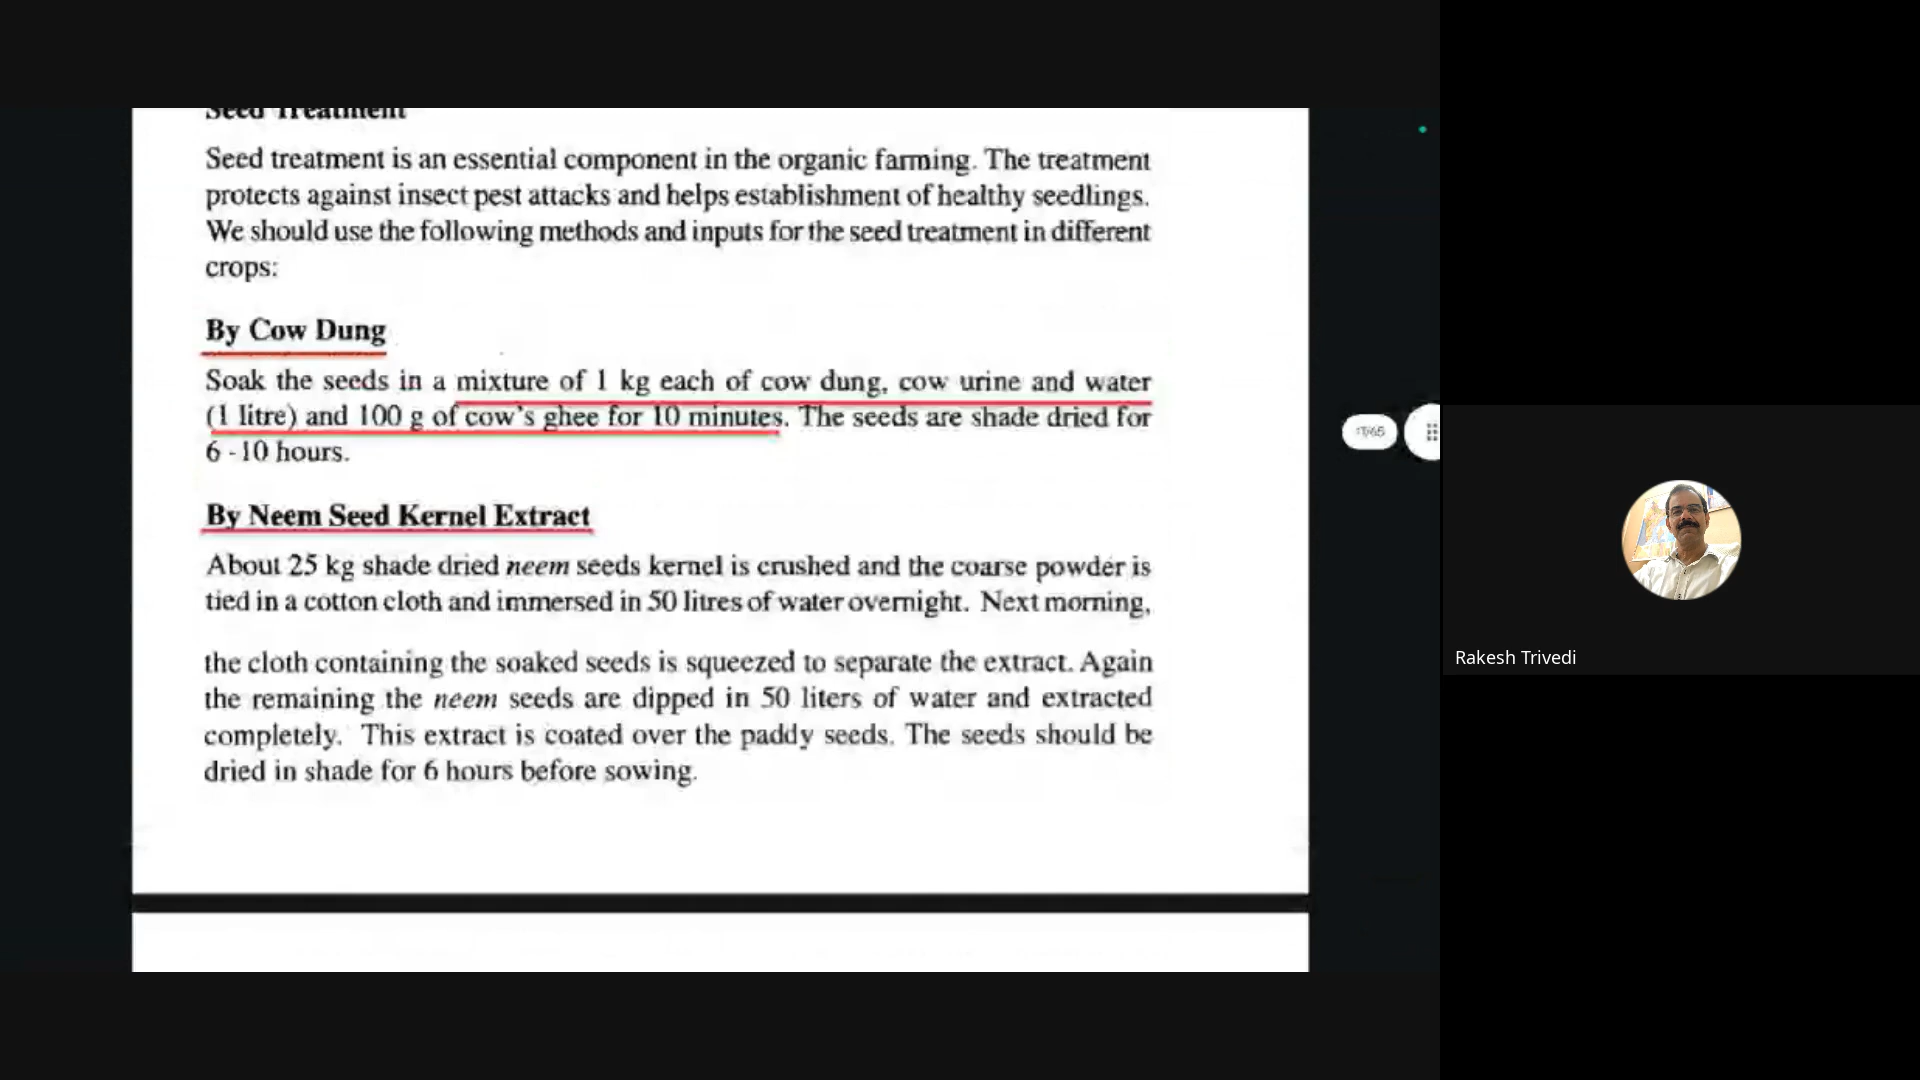 Seed Treatment
Seed treatment is an essential component in the organic farming. The treatment
protects against insect pest attacks and helps establishment of healthy seedlings.
We should use the following methods and inputs for the seed treatment in different
crops:
By Cow Dung
Soak the seeds in a mixture of 1 kg each of cow dung, cow urine and water
(1 litre) and 100 g of cow's ghee for 10 minutes. The seeds are shade dried for
6 - 10 hours.
By Neem Seed Kernel Extract
About 25 kg shade dried neem seeds kernel is crushed and the coarse powder is
tied in a cotton cloth and immersed in 50 litres of water overnight. Next morning,
the cloth containing the soaked seeds is squeezed to separate the extract. Again
the remaining the neem seeds are dipped in 50 liters of water and extracted
completely. This extract is coated over the paddy seeds. The seeds should be
dried in shade for 6 hours before sowing.
Rakesh Trivedi